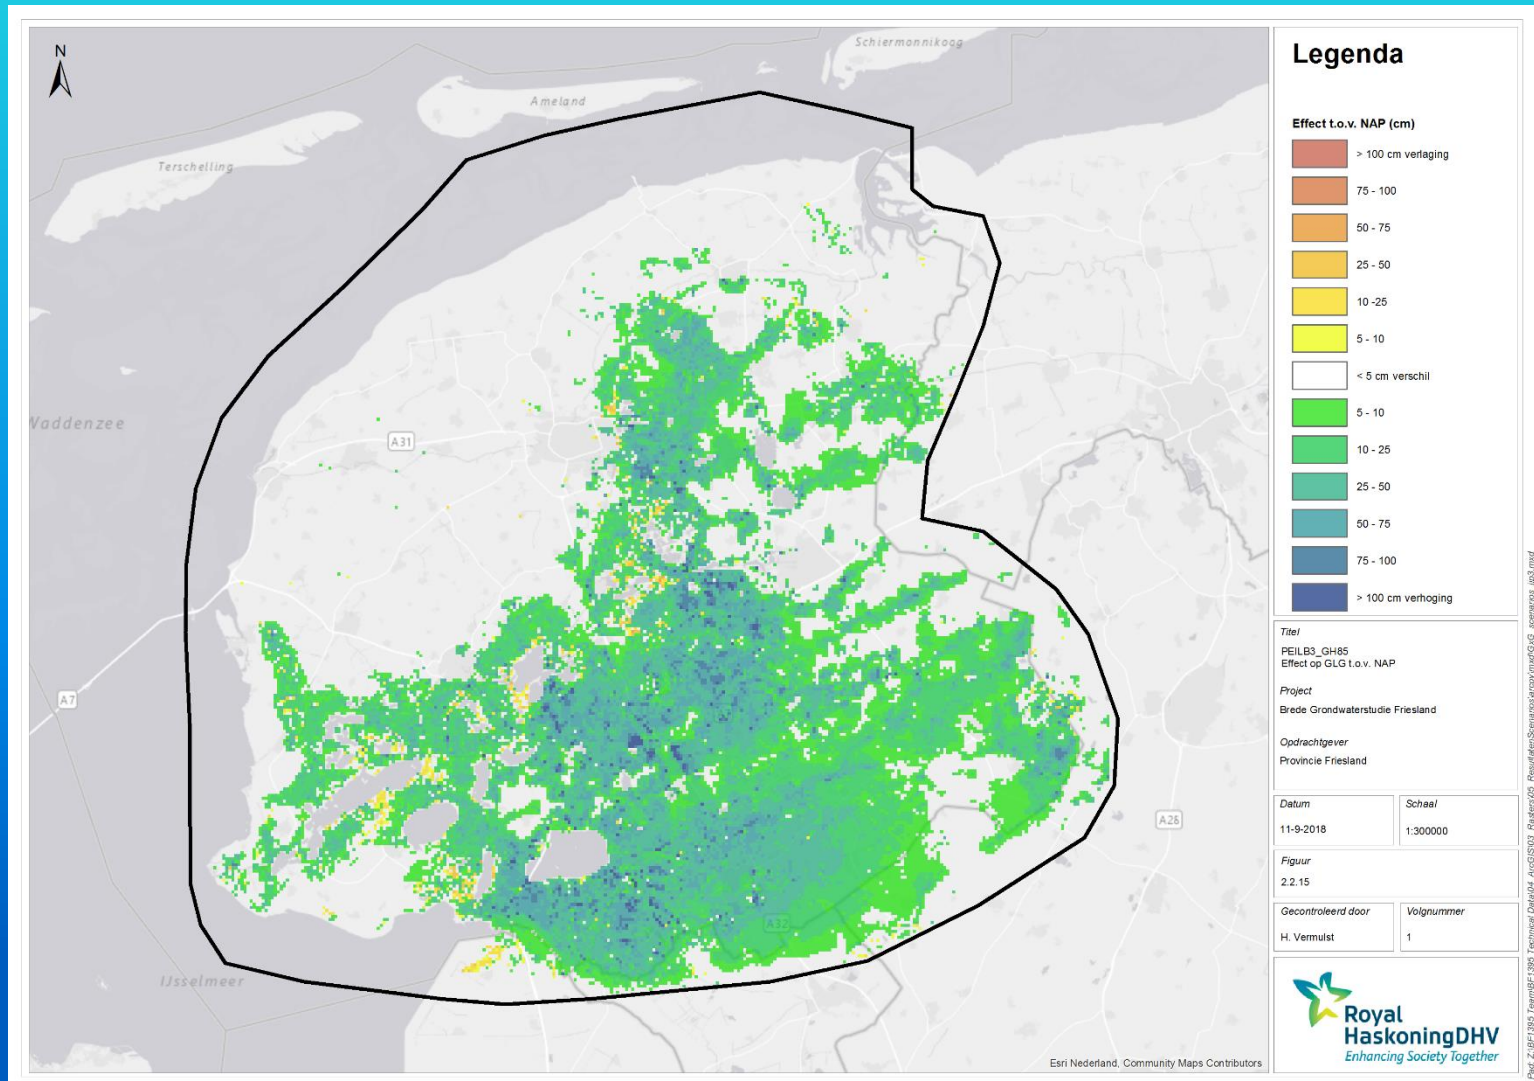 N
Schiermonnikoog
Ameland
Terschelling
Waddenzee
A31
A7
A28
A32
IJsselmeer
Esri Nederland, Community Maps Contributors
Legenda
Effect t.o.v. NAP (cm)
> 100 cm verlaging
75 - 100
50 - 75
25 - 50
10 -25
5 - 10
< 5 cm verschil
5 - 10
10 - 25
25 - 50
50 - 75
75 - 100
> 100 cm verhoging
Titel
PEILB3_GH85
Effect op GLG t.o.v. NAP
Project
Brede Grondwaterstudie Friesland
Opdrachtgever
Provincie Friesland
Datum
11-9-2018
Schaal
1:300000
Figuur
2.2.15
Gecontroleerd door
H. Vermulst
Volgnummer
1
Royal
HaskoningDHV
Enhancing Society Together